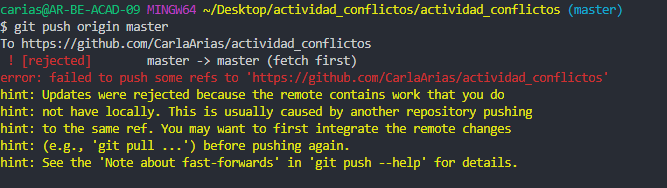 carias@AR-BE-ACAD-09 MINGW64 ~/Desktop/actividad_conflictos/actividad_conflictos (master)
$ git push origin master
To https://github.com/CarlaArias/actividad_conflictos
 ! [rejected]        master -> master (fetch first)
error: failed to push some refs to 'https://github.com/CarlaArias/actividad_conflictos'
hint: Updates were rejected because the remote contains work that you do
hint: not have locally. This is usually caused by another repository pushing
hint: to the same ref. You may want to first integrate the remote changes
hint: (e.g., 'git pull ...') before pushing again.
hint: See the 'Note about fast-forwards' in 'git push --help' for details.